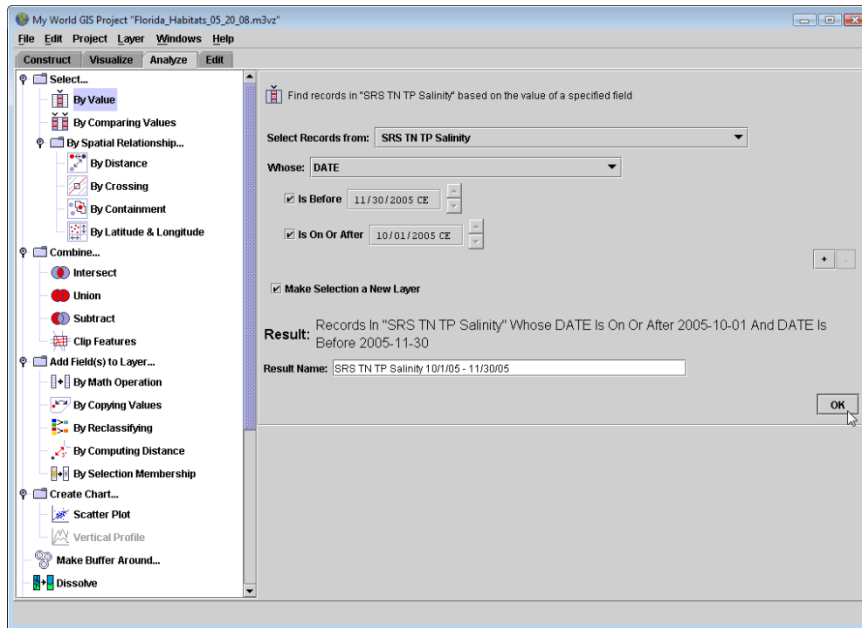 My World GIS Project "Florida_Habitats_05_20_08.m3vz"
File Edit Project Layer Windows Help
Construct Visualize Analyze Edit
Select...
By Value
By Comparing Values
By Spatial Relationship...
By Distance
By Crossing
By Containment
By Latitude & Longitude
Combine...
Intersect
Union
Subtract
Clip Features
Add Field(s) to Layer...
By Math Operation
By Copying Values
By Reclassifying
By Computing Distance
By Selection Membership
Create Chart...
Scatter Plot
Vertical Profile
Make Buffer Around...
Dissolve
Find records in "SRS TN TP Salinity" based on the value of a specified field
Select Records from: SRS TN TP Salinity
Whose: DATE
Is Before 11/30/2005 CE
Is On Or After 10/01/2005 CE
+ -
Make Selection a New Layer
Result: Records In "SRS TN TP Salinity" Whose DATE Is On Or After 2005-10-01 And DATE Is
Before 2005-11-30
Result Name: SRS TN TP Salinity 10/1/05 - 11/30/05
OK